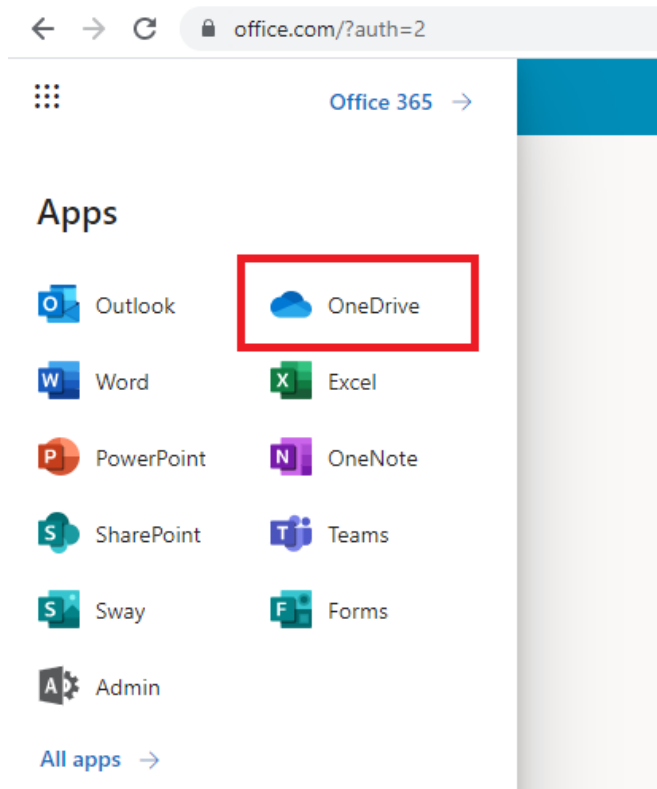 office.com/?auth=2
Office 365 →
Apps
Outlook OneDrive
Word Excel
PowerPoint OneNote
SharePoint Teams
Sway Forms
Admin
All apps →